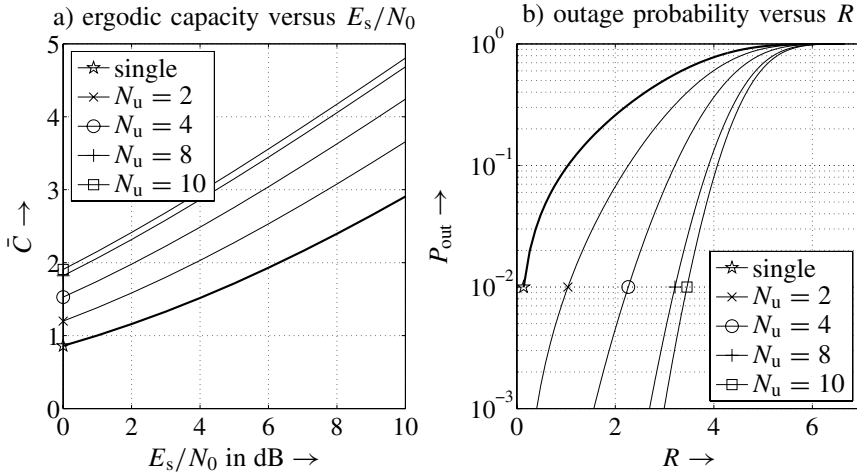 a) ergodic capacity versus E_s/N_0
5
4
3
2
1
0
C̄ →
single
N_u = 2
N_u = 4
N_u = 8
N_u = 10
0 2 4 6 8 10
E_s/N_0 in dB →
b) outage probability versus R
10^0
10^−1
10^−2
10^−3
P_out →
single
N_u = 2
N_u = 4
N_u = 8
N_u = 10
0 2 4 6
R →